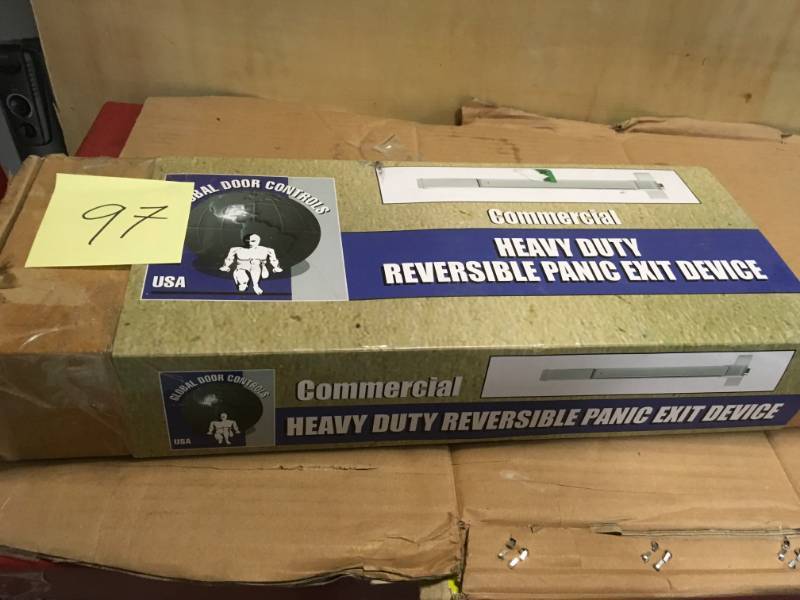 97
GLOBAL DOOR CONTROLS
USA
Commercial
HEAVY DUTY
REVERSIBLE PANIC EXIT DEVICE
GLOBAL DOOR CONTROLS
USA
Commercial
HEAVY DUTY REVERSIBLE PANIC EXIT DEVICE